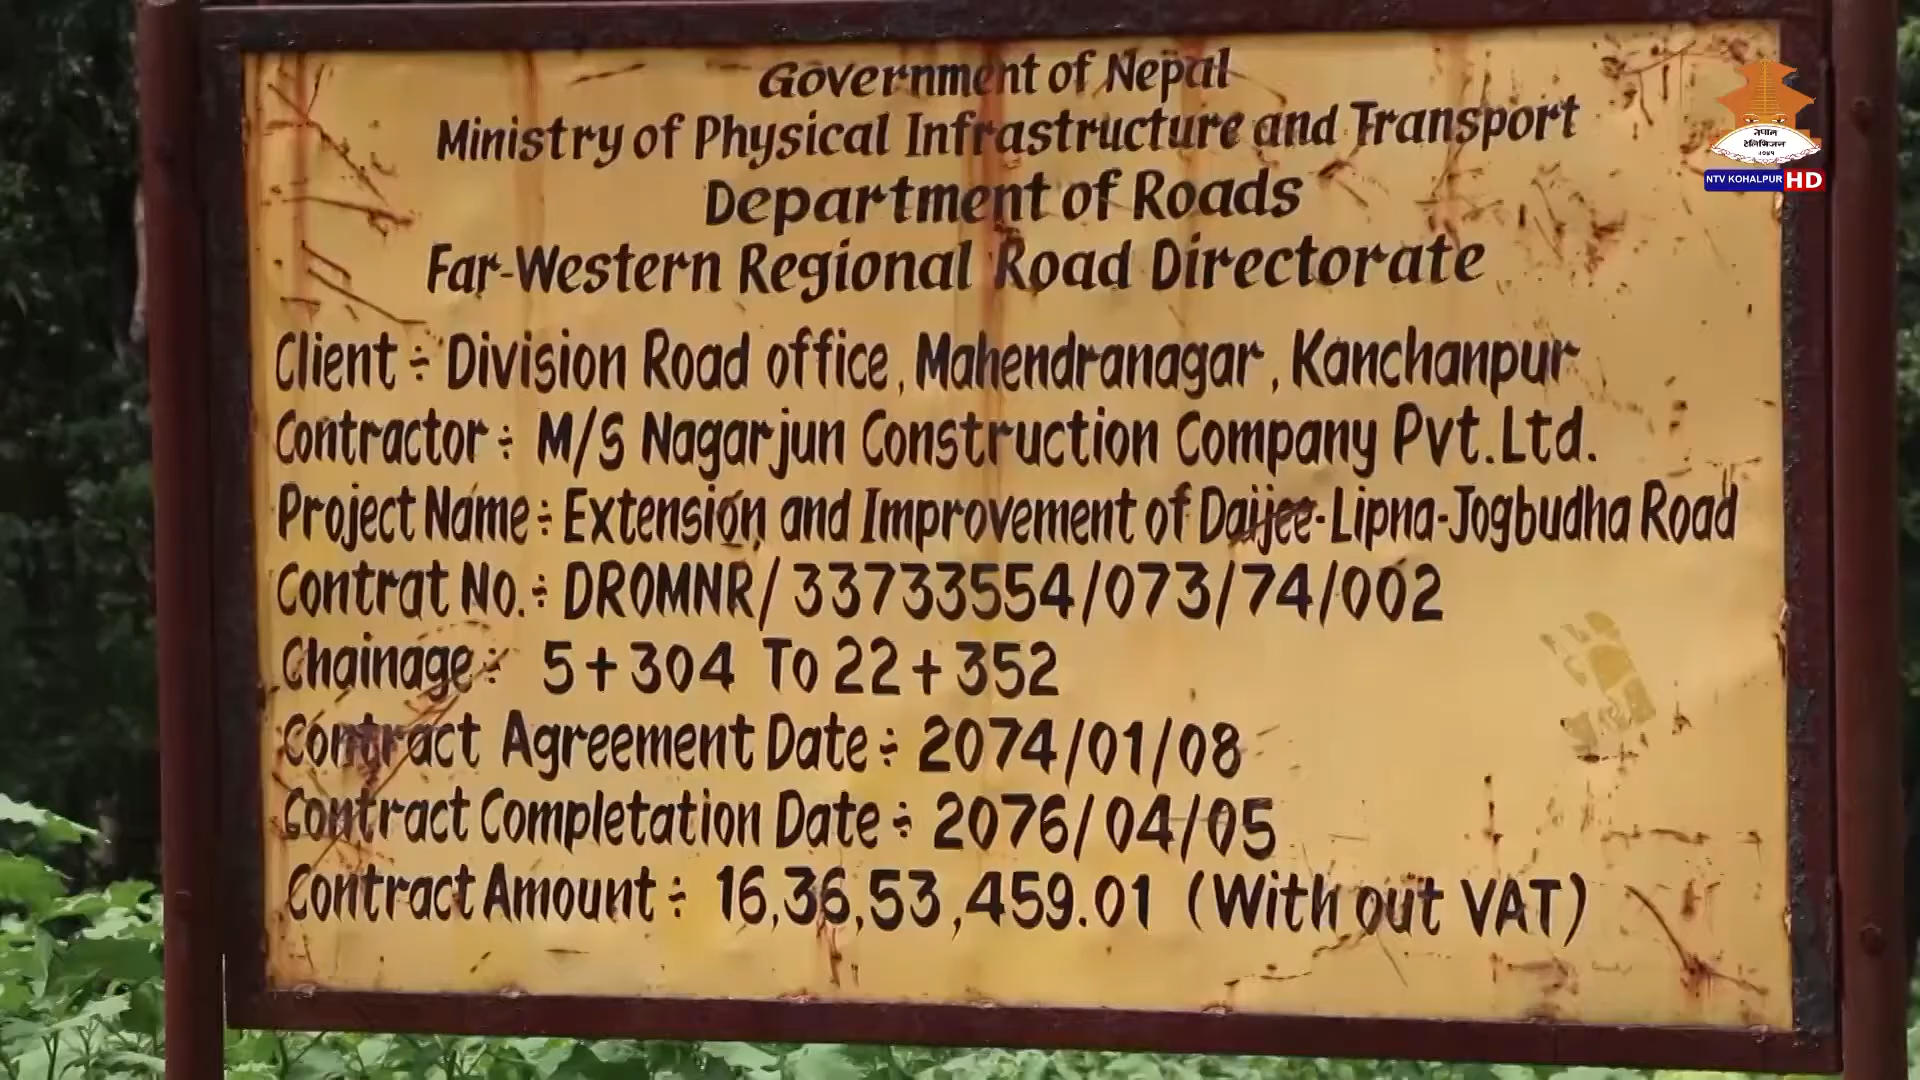 Government of Nepal
Ministry of Physical Infrastructure and Transport
Department of Roads
Far-Western Regional Road Directorate
Client ÷ Division Road office, Mahendranagar, Kanchanpur
Contractor ÷ M/S Nagarjun Construction Company Pvt. Ltd.
Project Name ÷ Extension and Improvement of Daijee-Lipna-Jogbudha Road
Contrat No. ÷ DROMNR/33733554/073/74/002
Chainage ÷ 5+304 To 22+352
Contract Agreement Date ÷ 2074/01/08
Contract Completation Date ÷ 2076/04/05
Contract Amount ÷ 16,36,53,459.01 (With out VAT)
नेपाल
टेलिभिजन
२०४१
NTV KOHALPUR HD